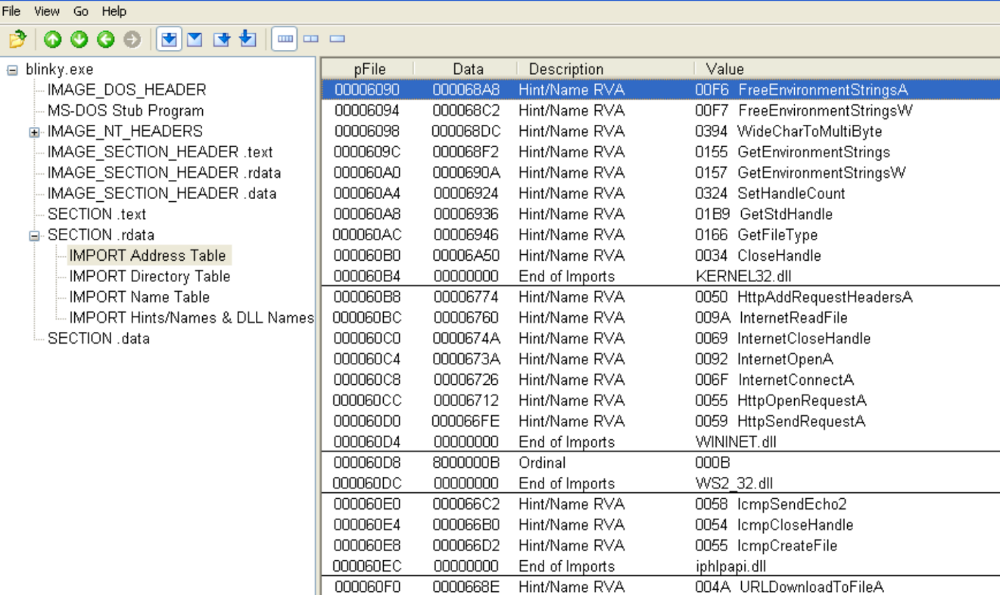 File View Go Help
blinky.exe
IMAGE_DOS_HEADER
MS-DOS Stub Program
IMAGE_NT_HEADERS
IMAGE_SECTION_HEADER .text
IMAGE_SECTION_HEADER .rdata
IMAGE_SECTION_HEADER .data
SECTION .text
SECTION .rdata
IMPORT Address Table
IMPORT Directory Table
IMPORT Name Table
IMPORT Hints/Names & DLL Names
SECTION .data
pFile Data Description Value
00006090 000068A8 Hint/Name RVA 00F6 FreeEnvironmentStringsA
00006094 000068C2 Hint/Name RVA 00F7 FreeEnvironmentStringsW
00006098 000068DC Hint/Name RVA 0394 WideCharToMultiByte
0000609C 000068F2 Hint/Name RVA 0155 GetEnvironmentStrings
000060A0 0000690A Hint/Name RVA 0157 GetEnvironmentStringsW
000060A4 00006924 Hint/Name RVA 0324 SetHandleCount
000060A8 00006936 Hint/Name RVA 01B9 GetStdHandle
000060AC 00006946 Hint/Name RVA 0166 GetFileType
000060B0 00006A50 Hint/Name RVA 0034 CloseHandle
000060B4 00000000 End of Imports KERNEL32.dll
000060B8 00006774 Hint/Name RVA 0050 HttpAddRequestHeadersA
000060BC 00006760 Hint/Name RVA 009A InternetReadFile
000060C0 0000674A Hint/Name RVA 0069 InternetCloseHandle
000060C4 0000673A Hint/Name RVA 0092 InternetOpenA
000060C8 00006726 Hint/Name RVA 006F InternetConnectA
000060CC 00006712 Hint/Name RVA 0055 HttpOpenRequestA
000060D0 000066FE Hint/Name RVA 0059 HttpSendRequestA
000060D4 00000000 End of Imports WININET.dll
000060D8 8000000B Ordinal 000B
000060DC 00000000 End of Imports WS2_32.dll
000060E0 000066C2 Hint/Name RVA 0058 IcmpSendEcho2
000060E4 000066B0 Hint/Name RVA 0054 IcmpCloseHandle
000060E8 000066D2 Hint/Name RVA 0055 IcmpCreateFile
000060EC 00000000 End of Imports iphlpapi.dll
000060F0 0000668E Hint/Name RVA 004A URLDownloadToFileA